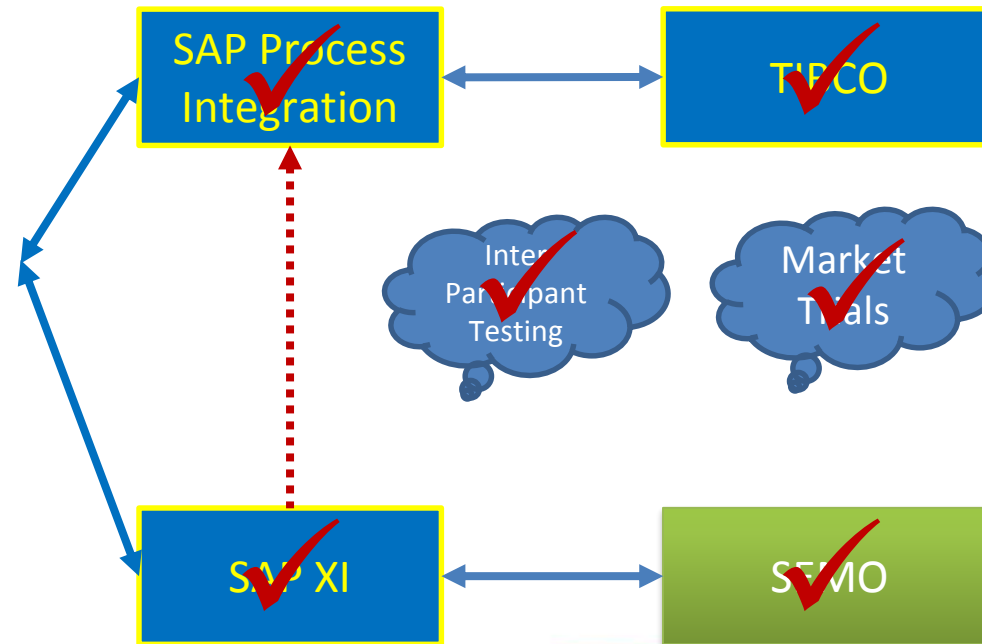 SAP Process
Integration
TIBCO
Inter
Participant
Testing
Market
Trials
SAP XI
SEMO